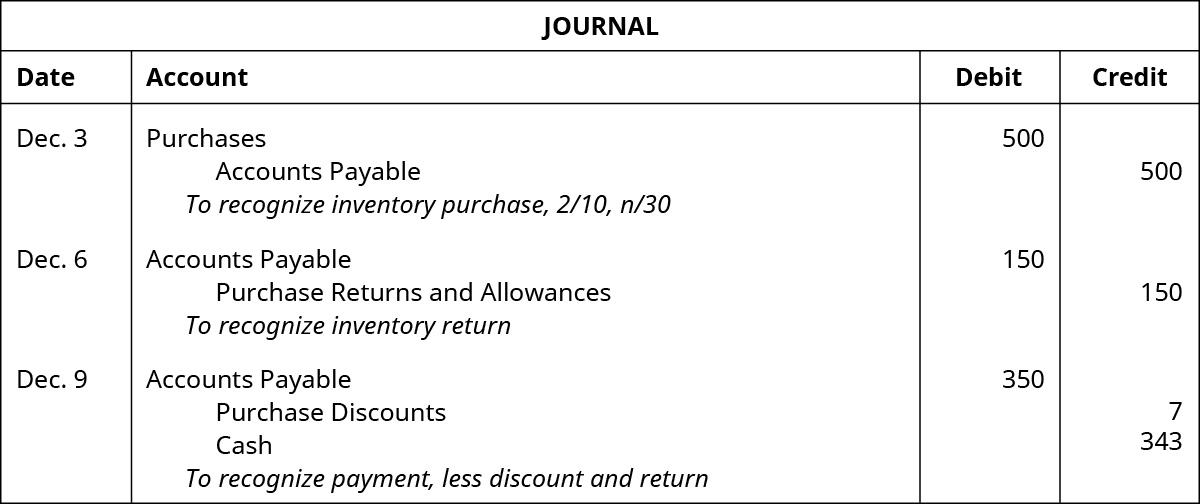 JOURNAL
Date Account Debit Credit
Dec. 3 Purchases 500
Accounts Payable 500
To recognize inventory purchase, 2/10, n/30
Dec. 6 Accounts Payable 150
Purchase Returns and Allowances 150
To recognize inventory return
Dec. 9 Accounts Payable 350
Purchase Discounts 7
Cash 343
To recognize payment, less discount and return